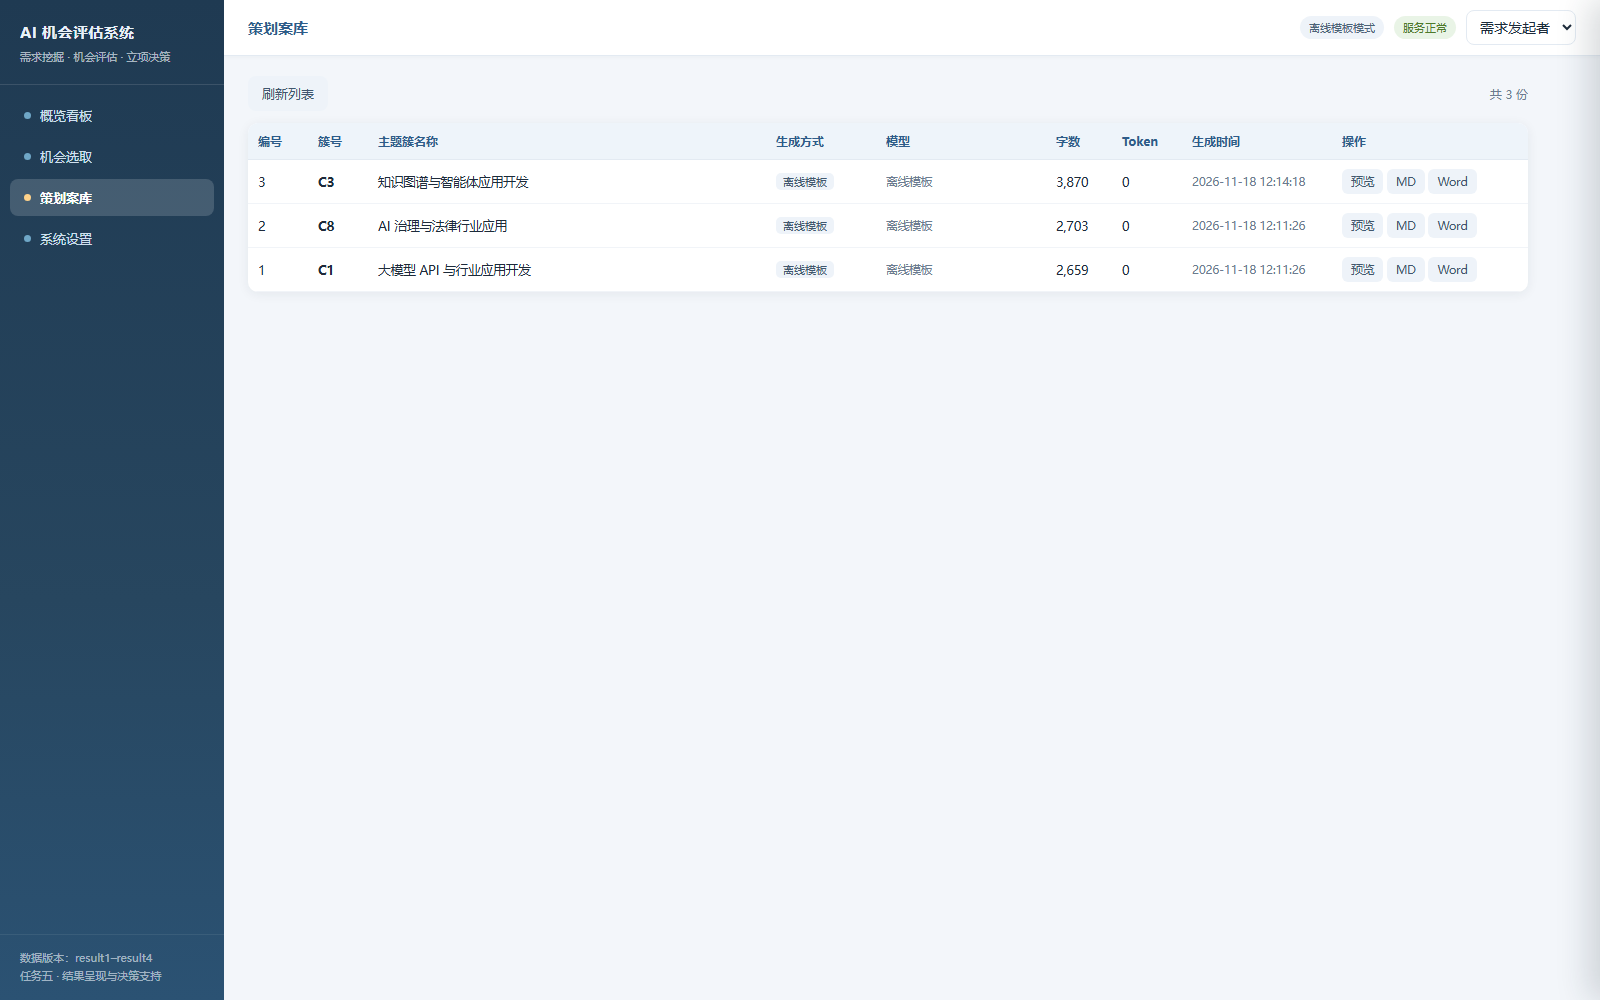 AI 机会评估系统
需求挖掘 · 机会评估 · 立项决策
概览看板
机会选取
策划案库
系统设置
数据版本：result1–result4
任务五 · 结果呈现与决策支持
策划案库
离线模板模式 服务正常 需求发起者
刷新列表 共 3 份
编号 簇号 主题簇名称 生成方式 模型 字数 Token 生成时间 操作
3 C3 知识图谱与智能体应用开发 离线模板 离线模板 3,870 0 2026-11-18 12:14:18 预览 MD Word
2 C8 AI 治理与法律行业应用 离线模板 离线模板 2,703 0 2026-11-18 12:11:26 预览 MD Word
1 C1 大模型 API 与行业应用开发 离线模板 离线模板 2,659 0 2026-11-18 12:11:26 预览 MD Word